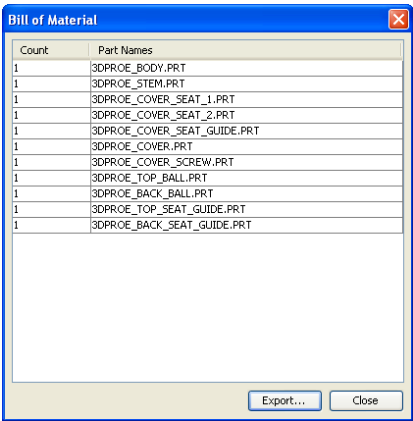 Bill of Material
Count Part Names
1 3DPROE_BODY.PRT
1 3DPROE_STEM.PRT
1 3DPROE_COVER_SEAT_1.PRT
1 3DPROE_COVER_SEAT_2.PRT
1 3DPROE_COVER_SEAT_GUIDE.PRT
1 3DPROE_COVER.PRT
1 3DPROE_COVER_SCREW.PRT
1 3DPROE_TOP_BALL.PRT
1 3DPROE_BACK_BALL.PRT
1 3DPROE_TOP_SEAT_GUIDE.PRT
1 3DPROE_BACK_SEAT_GUIDE.PRT
Export... Close